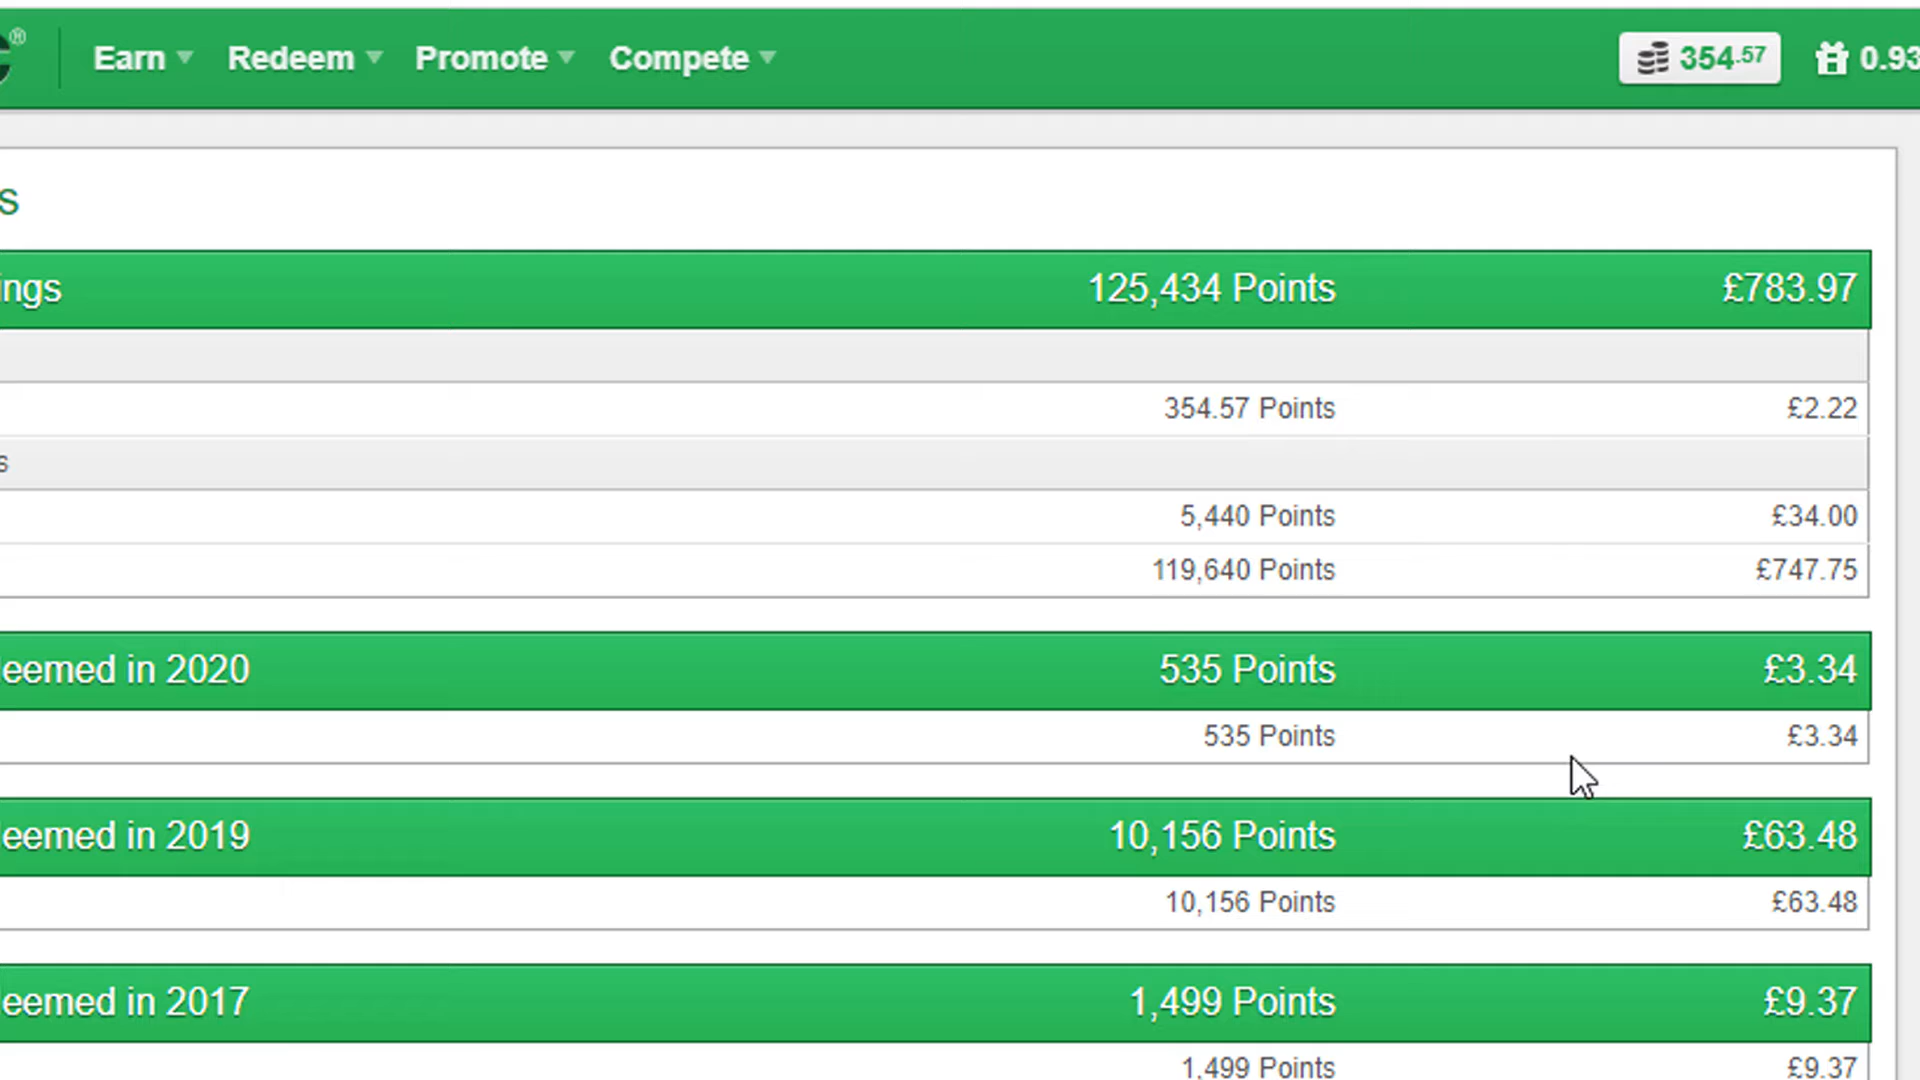 ® Earn Redeem Promote Compete 354.57 0.93
s
ings 125,434 Points £783.97
354.57 Points £2.22
s
5,440 Points £34.00
119,640 Points £747.75
eemed in 2020 535 Points £3.34
535 Points £3.34
eemed in 2019 10,156 Points £63.48
10,156 Points £63.48
eemed in 2017 1,499 Points £9.37
1,499 Points £9.37